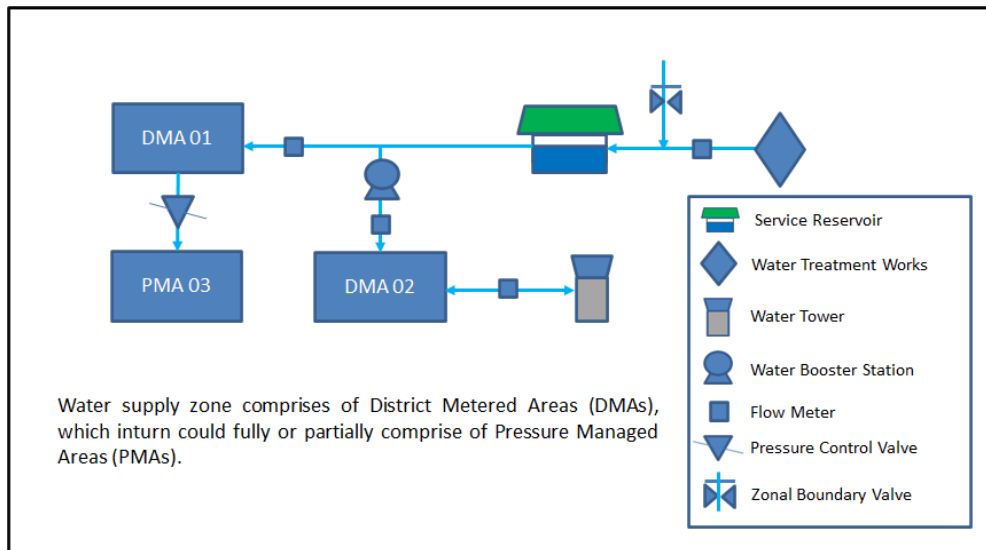 DMA 01
PMA 03
DMA 02
Water supply zone comprises of District Metered Areas (DMAs),
which inturn could fully or partially comprise of Pressure Managed
Areas (PMAs).
Service Reservoir
Water Treatment Works
Water Tower
Water Booster Station
Flow Meter
Pressure Control Valve
Zonal Boundary Valve